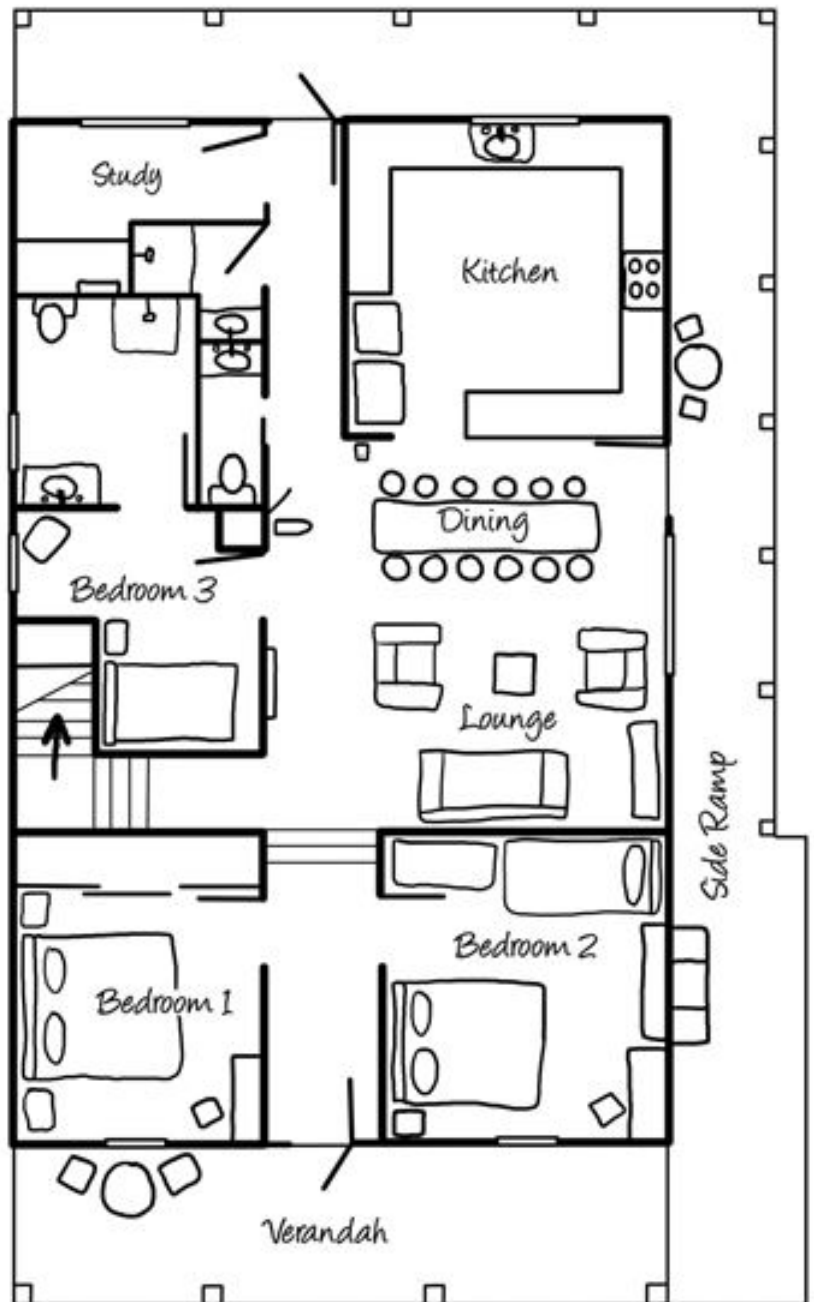 Study
Kitchen
Dining
Bedroom 3
Lounge
Side Ramp
Bedroom 2
Bedroom 1
Verandah